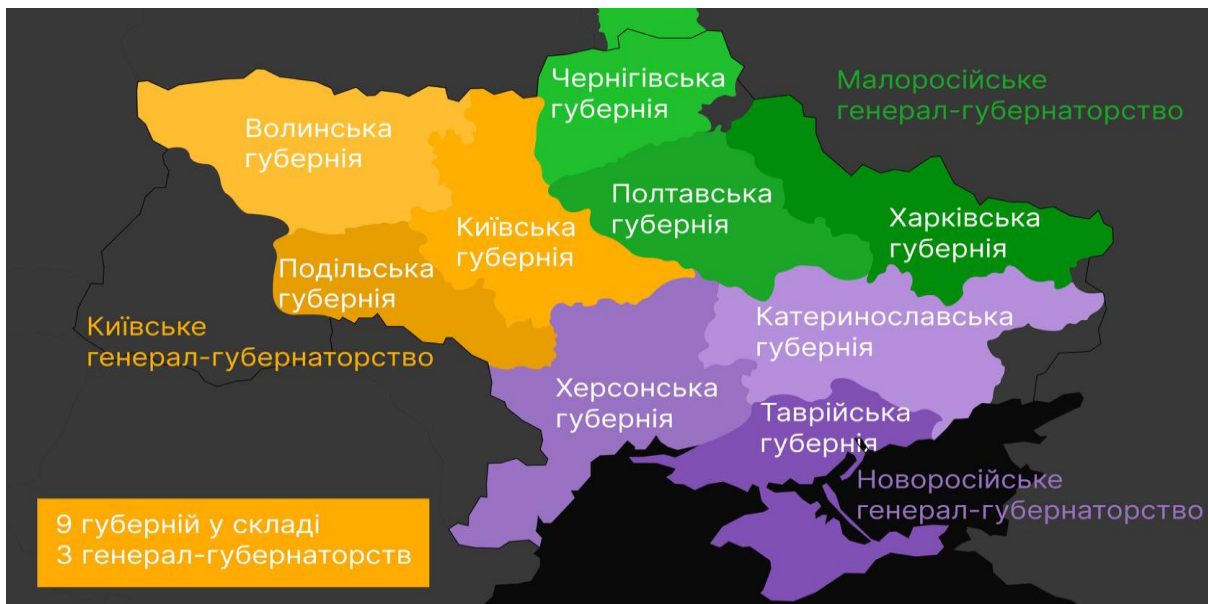 Чернігівська
губернія
Малоросійське
генерал-губернаторство
Волинська
губернія
Полтавська
губернія
Харківська
губернія
Київська
губернія
Подільська
губернія
Київське
генерал-губернаторство
Катеринославська
губернія
Херсонська
губернія
Таврійська
губернія
Новоросійське
генерал-губернаторство
9 губерній у складі
3 генерал-губернаторств